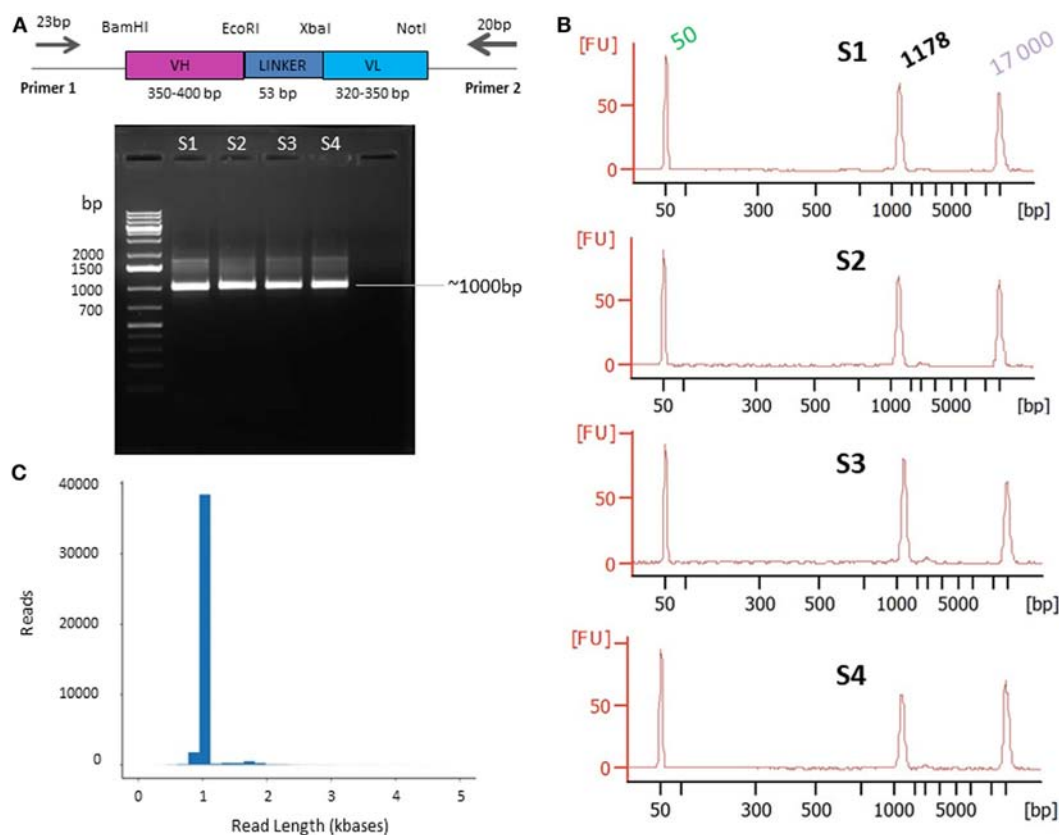 A
23bp
BamHI EcoRI XbaI NotI
20bp
VH LINKER VL
Primer 1 350-400 bp 53 bp 320-350 bp Primer 2
S1 S2 S3 S4
bp
2000
1500
1000
700
~1000bp
C
40000
30000
20000
10000
0
Reads
0 1 2 3 4 5
Read Length (kbases)
B
50 1178 17 000
[FU] S1
50
0
50 300 500 1000 5000 [bp]
[FU] S2
50
0
50 300 500 1000 5000 [bp]
[FU] S3
50
0
50 300 500 1000 5000 [bp]
[FU] S4
50
0
50 300 500 1000 5000 [bp]